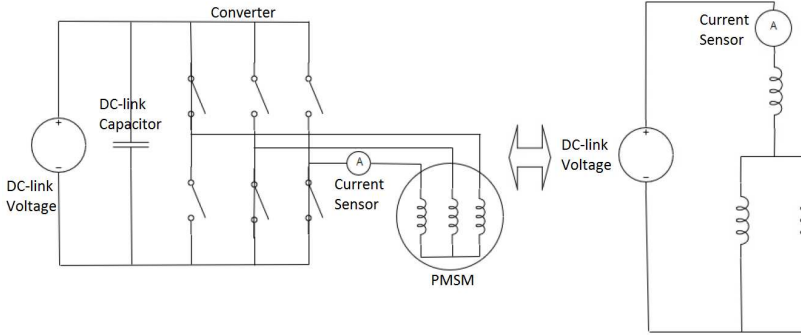 Converter
DC-link
Capacitor
+
−
DC-link
Voltage
A
Current
Sensor
PMSM
DC-link
Voltage
+
−
Current
Sensor
A